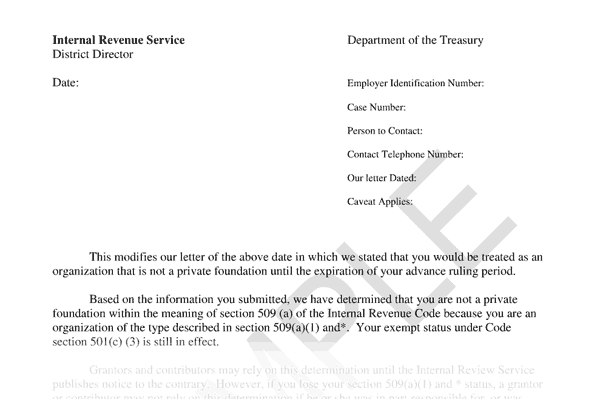 Internal Revenue Service
Department of the Treasury
District Director
Date:
Employer Identification Number:
Case Number:
Person to Contact:
Contact Telephone Number:
Our letter Dated:
Caveat Applies:
This modifies our letter of the above date in which we stated that you would be treated as an
organization that is not a private foundation until the expiration of your advance ruling period.
Based on the information you submitted, we have determined that you are not a private
foundation within the meaning of section 509 (a) of the Internal Revenue Code because you are an
organization of the type described in section 509(a)(1) and*. Your exempt status under Code
section 501(c) (3) is still in effect.
Grantors and contributors may rely on this determination until the Internal Review Service
publishes notice to the contrary. However, if you lose your section 509(a)(1) and * status, a grantor
or contributor may not rely on this determination if he or she was in part responsible for, or was
MPLE